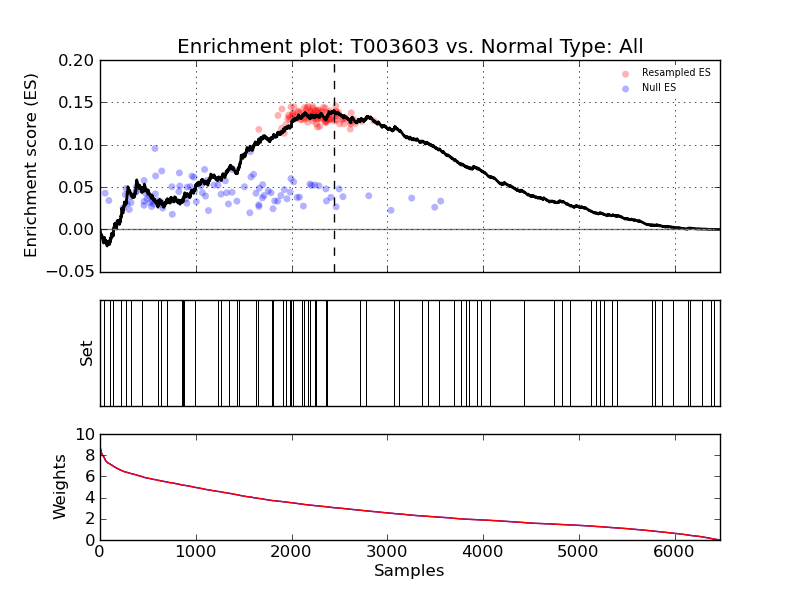 Enrichment plot: T003603 vs. Normal Type: All
Enrichment score (ES)
0.20
0.15
0.10
0.05
0.00
−0.05
Resampled ES
Null ES
Set
Weights
10
8
6
4
2
0
0 1000 2000 3000 4000 5000 6000
Samples